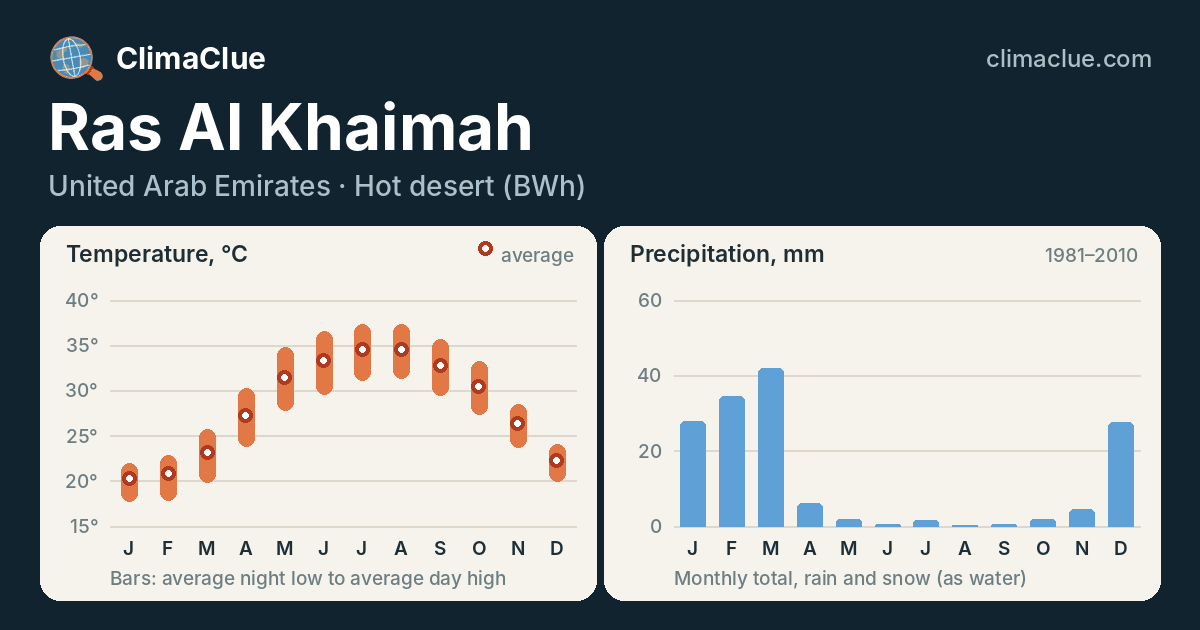 ClimaClue
climaclue.com
Ras Al Khaimah
United Arab Emirates · Hot desert (BWh)
Temperature, °C
average
40°
35°
30°
25°
20°
15°
J F M A M J J A S O N D
Bars: average night low to average day high
Precipitation, mm
1981–2010
60
40
20
0
J F M A M J J A S O N D
Monthly total, rain and snow (as water)